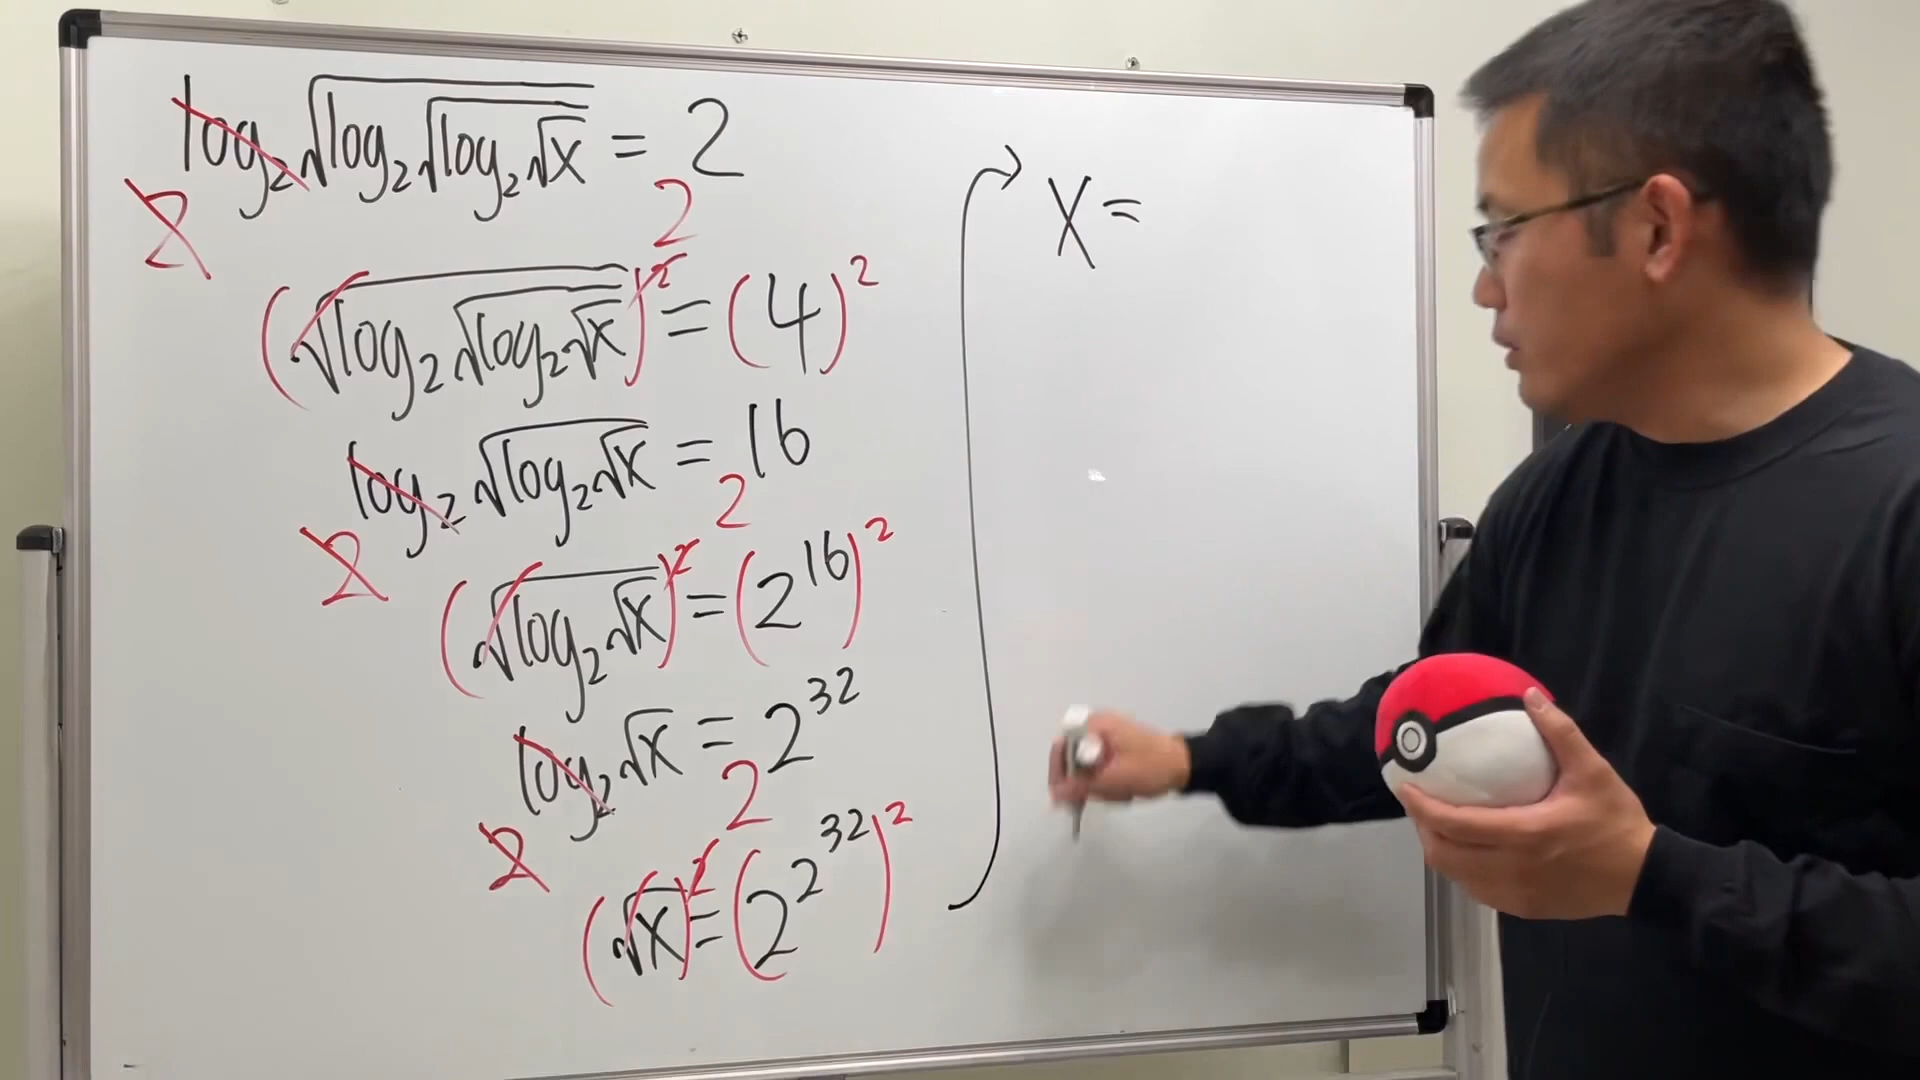 log₂√(log₂√(log₂√x)) = 2
2 2
(√(log₂√(log₂√x)))² = (4)²
log₂√(log₂√x) = 16
2 2
(√(log₂√x))² = (2^16)²
log₂√x = 2^32
2 2
(√x)² = (2^2^32)²
x =